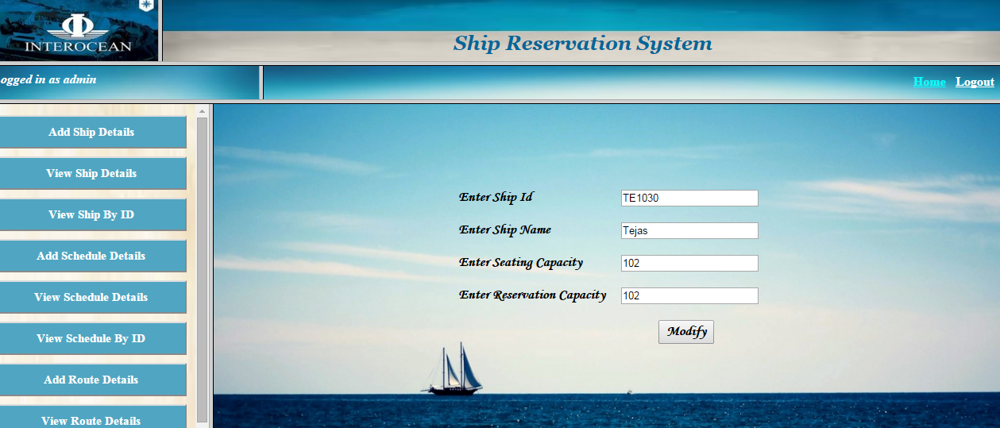 INTEROCEAN
Ship Reservation System
ogged in as admin
Home Logout
Add Ship Details
View Ship Details
View Ship By ID
Add Schedule Details
View Schedule Details
View Schedule By ID
Add Route Details
View Route Details
Enter Ship Id TE1030
Enter Ship Name Tejas
Enter Seating Capacity 102
Enter Reservation Capacity 102
Modify